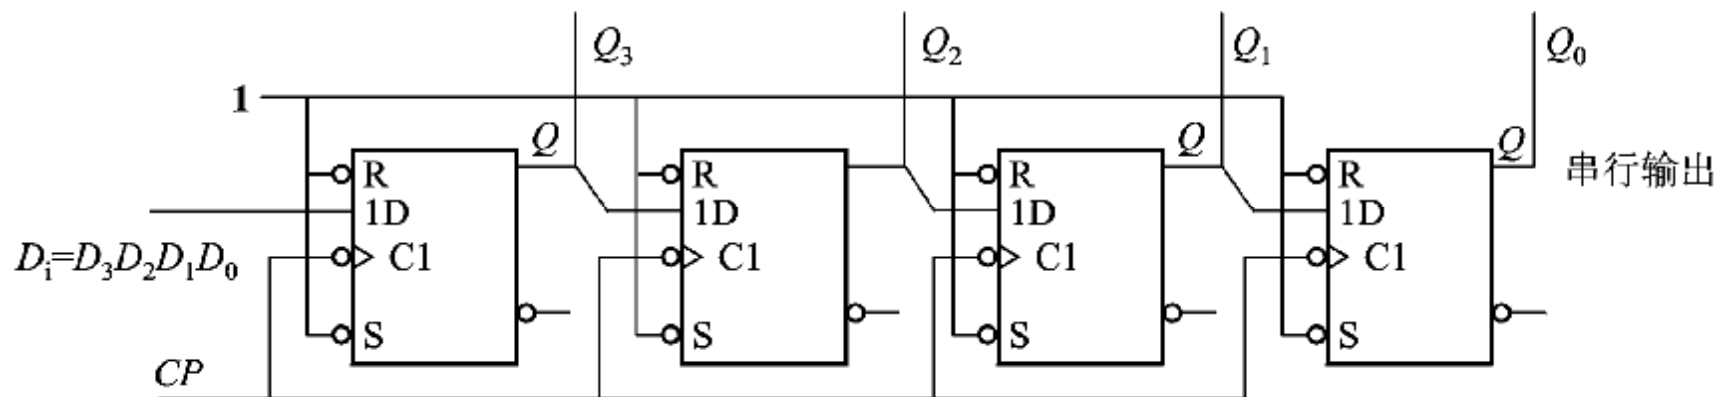 Q₃ Q₂ Q₁ Q₀
1
Q Q Q
R R R R
串行输出
1D 1D 1D 1D
Dᵢ=D₃D₂D₁D₀
C1 C1 C1 C1
S S S S
CP